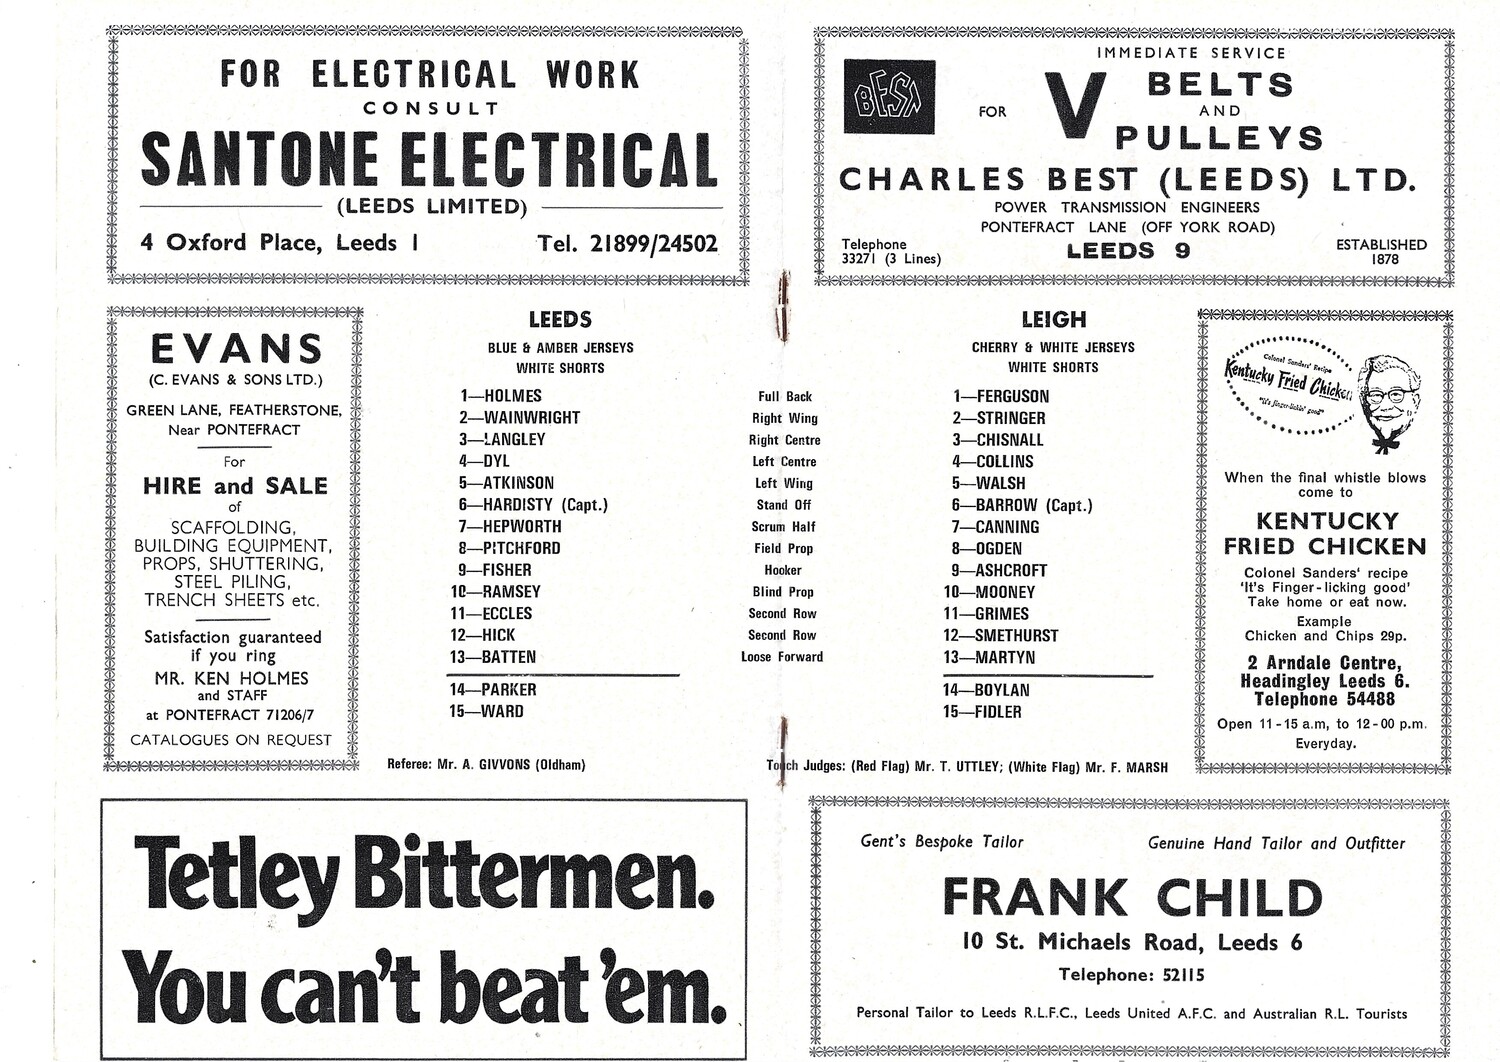 FOR ELECTRICAL WORK
CONSULT
SANTONE ELECTRICAL
(LEEDS LIMITED)
4 Oxford Place, Leeds 1 Tel. 21899/24502
IMMEDIATE SERVICE
BESA
FOR V BELTS
AND
PULLEYS
CHARLES BEST (LEEDS) LTD.
POWER TRANSMISSION ENGINEERS
PONTEFRACT LANE (OFF YORK ROAD)
Telephone
33271 (3 Lines)
LEEDS 9
ESTABLISHED
1878
EVANS
(C. EVANS & SONS LTD.)
GREEN LANE, FEATHERSTONE,
Near PONTEFRACT
For
HIRE and SALE
of
SCAFFOLDING,
BUILDING EQUIPMENT,
PROPS, SHUTTERING,
STEEL PILING,
TRENCH SHEETS etc.
Satisfaction guaranteed
if you ring
MR. KEN HOLMES
and STAFF
at PONTEFRACT 71206/7
CATALOGUES ON REQUEST
LEEDS
BLUE & AMBER JERSEYS
WHITE SHORTS
1—HOLMES
2—WAINWRIGHT
3—LANGLEY
4—DYL
5—ATKINSON
6—HARDISTY (Capt.)
7—HEPWORTH
8—PITCHFORD
9—FISHER
10—RAMSEY
11—ECCLES
12—HICK
13—BATTEN
14—PARKER
15—WARD
Full Back
Right Wing
Right Centre
Left Centre
Left Wing
Stand Off
Scrum Half
Field Prop
Hooker
Blind Prop
Second Row
Second Row
Loose Forward
LEIGH
CHERRY & WHITE JERSEYS
WHITE SHORTS
1—FERGUSON
2—STRINGER
3—CHISNALL
4—COLLINS
5—WALSH
6—BARROW (Capt.)
7—CANNING
8—OGDEN
9—ASHCROFT
10—MOONEY
11—GRIMES
12—SMETHURST
13—MARTYN
14—BOYLAN
15—FIDLER
Referee: Mr. A. GIVVONS (Oldham) Touch Judges: (Red Flag) Mr. T. UTTLEY; (White Flag) Mr. F. MARSH
Colonel Sanders' Recipe
Kentucky Fried Chicken
"it's finger-lickin' good"
When the final whistle blows
come to
KENTUCKY
FRIED CHICKEN
Colonel Sanders' recipe
'It's Finger-licking good'
Take home or eat now.
Example
Chicken and Chips 29p.
2 Arndale Centre,
Headingley Leeds 6.
Telephone 54488
Open 11-15 a.m, to 12-00 p.m.
Everyday.
Tetley Bittermen.
You can't beat 'em.
Gent's Bespoke Tailor Genuine Hand Tailor and Outfitter
FRANK CHILD
10 St. Michaels Road, Leeds 6
Telephone: 52115
Personal Tailor to Leeds R.L.F.C., Leeds United A.F.C. and Australian R.L. Tourists